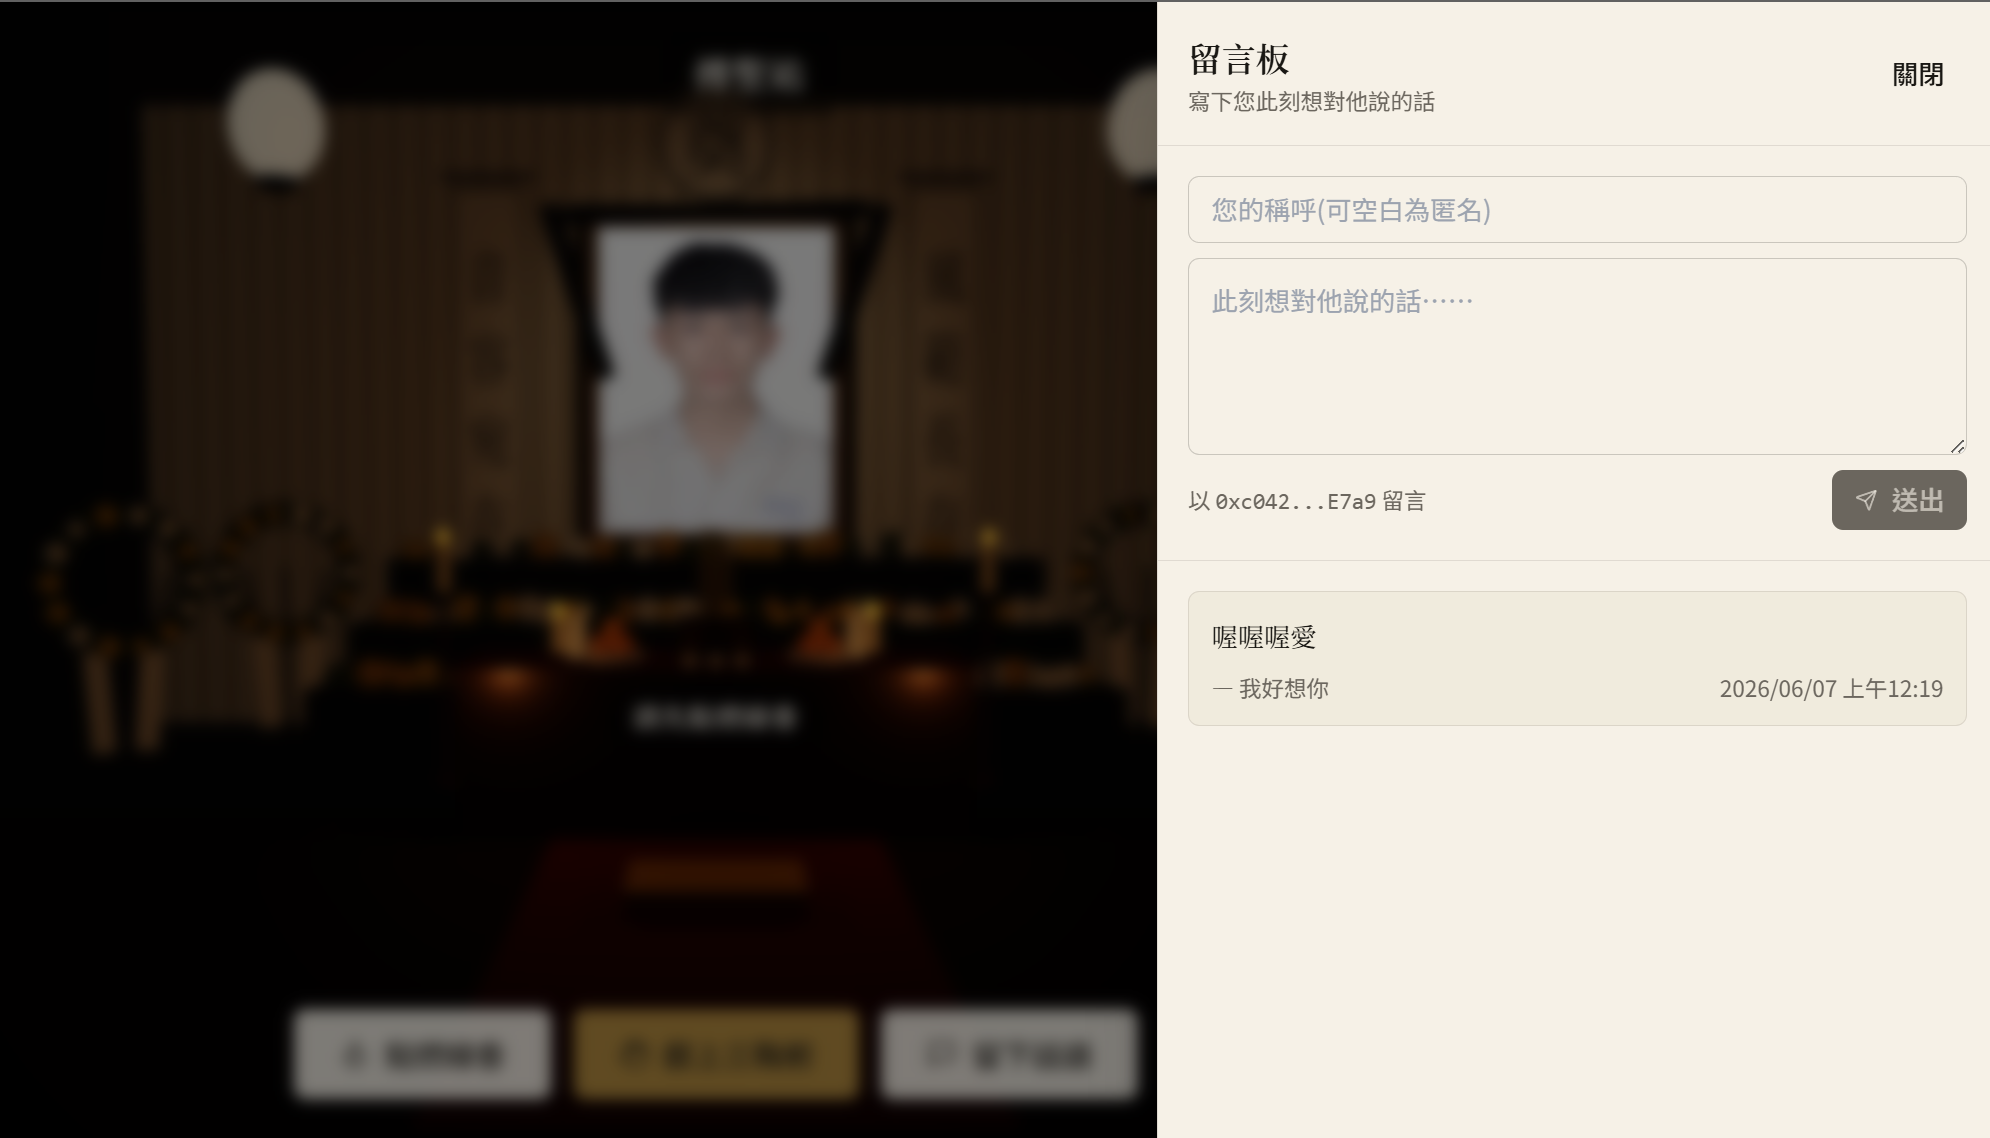 留言板
寫下您此刻想對他說的話
關閉
您的稱呼(可空白為匿名)
此刻想對他說的話⋯⋯
以 0xc042...E7a9 留言
送出
喔喔喔愛
— 我好想你
2026/06/07 上午12:19